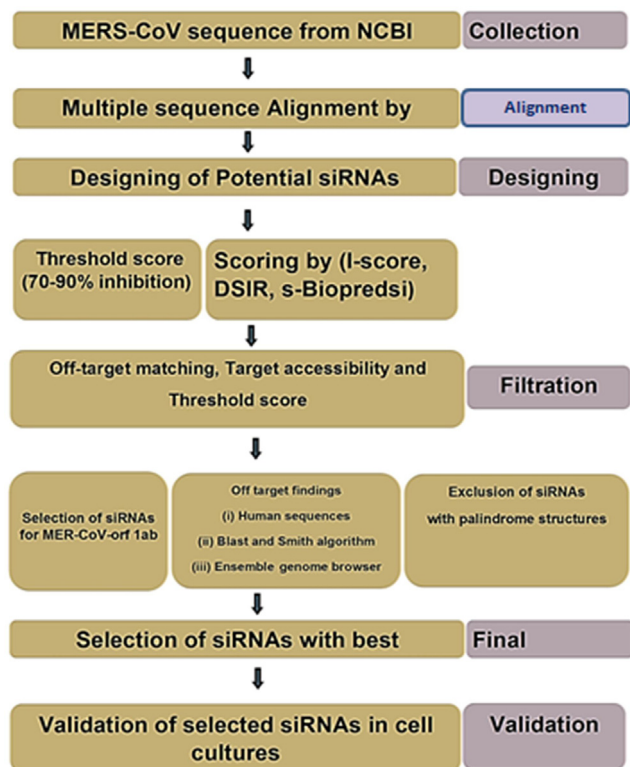 MERS-CoV sequence from NCBI
Collection
Multiple sequence Alignment by
Alignment
Designing of Potential siRNAs
Designing
Threshold score
(70-90% inhibition)
Scoring by (I-score,
DSIR, s-Biopredsi)
Off-target matching, Target accessibility and
Threshold score
Filtration
Selection of siRNAs
for MER-CoV-orf 1ab
Off target findings
(i) Human sequences
(ii) Blast and Smith algorithm
(iii) Ensemble genome browser
Exclusion of siRNAs
with palindrome structures
Selection of siRNAs with best
Final
Validation of selected siRNAs in cell
cultures
Validation